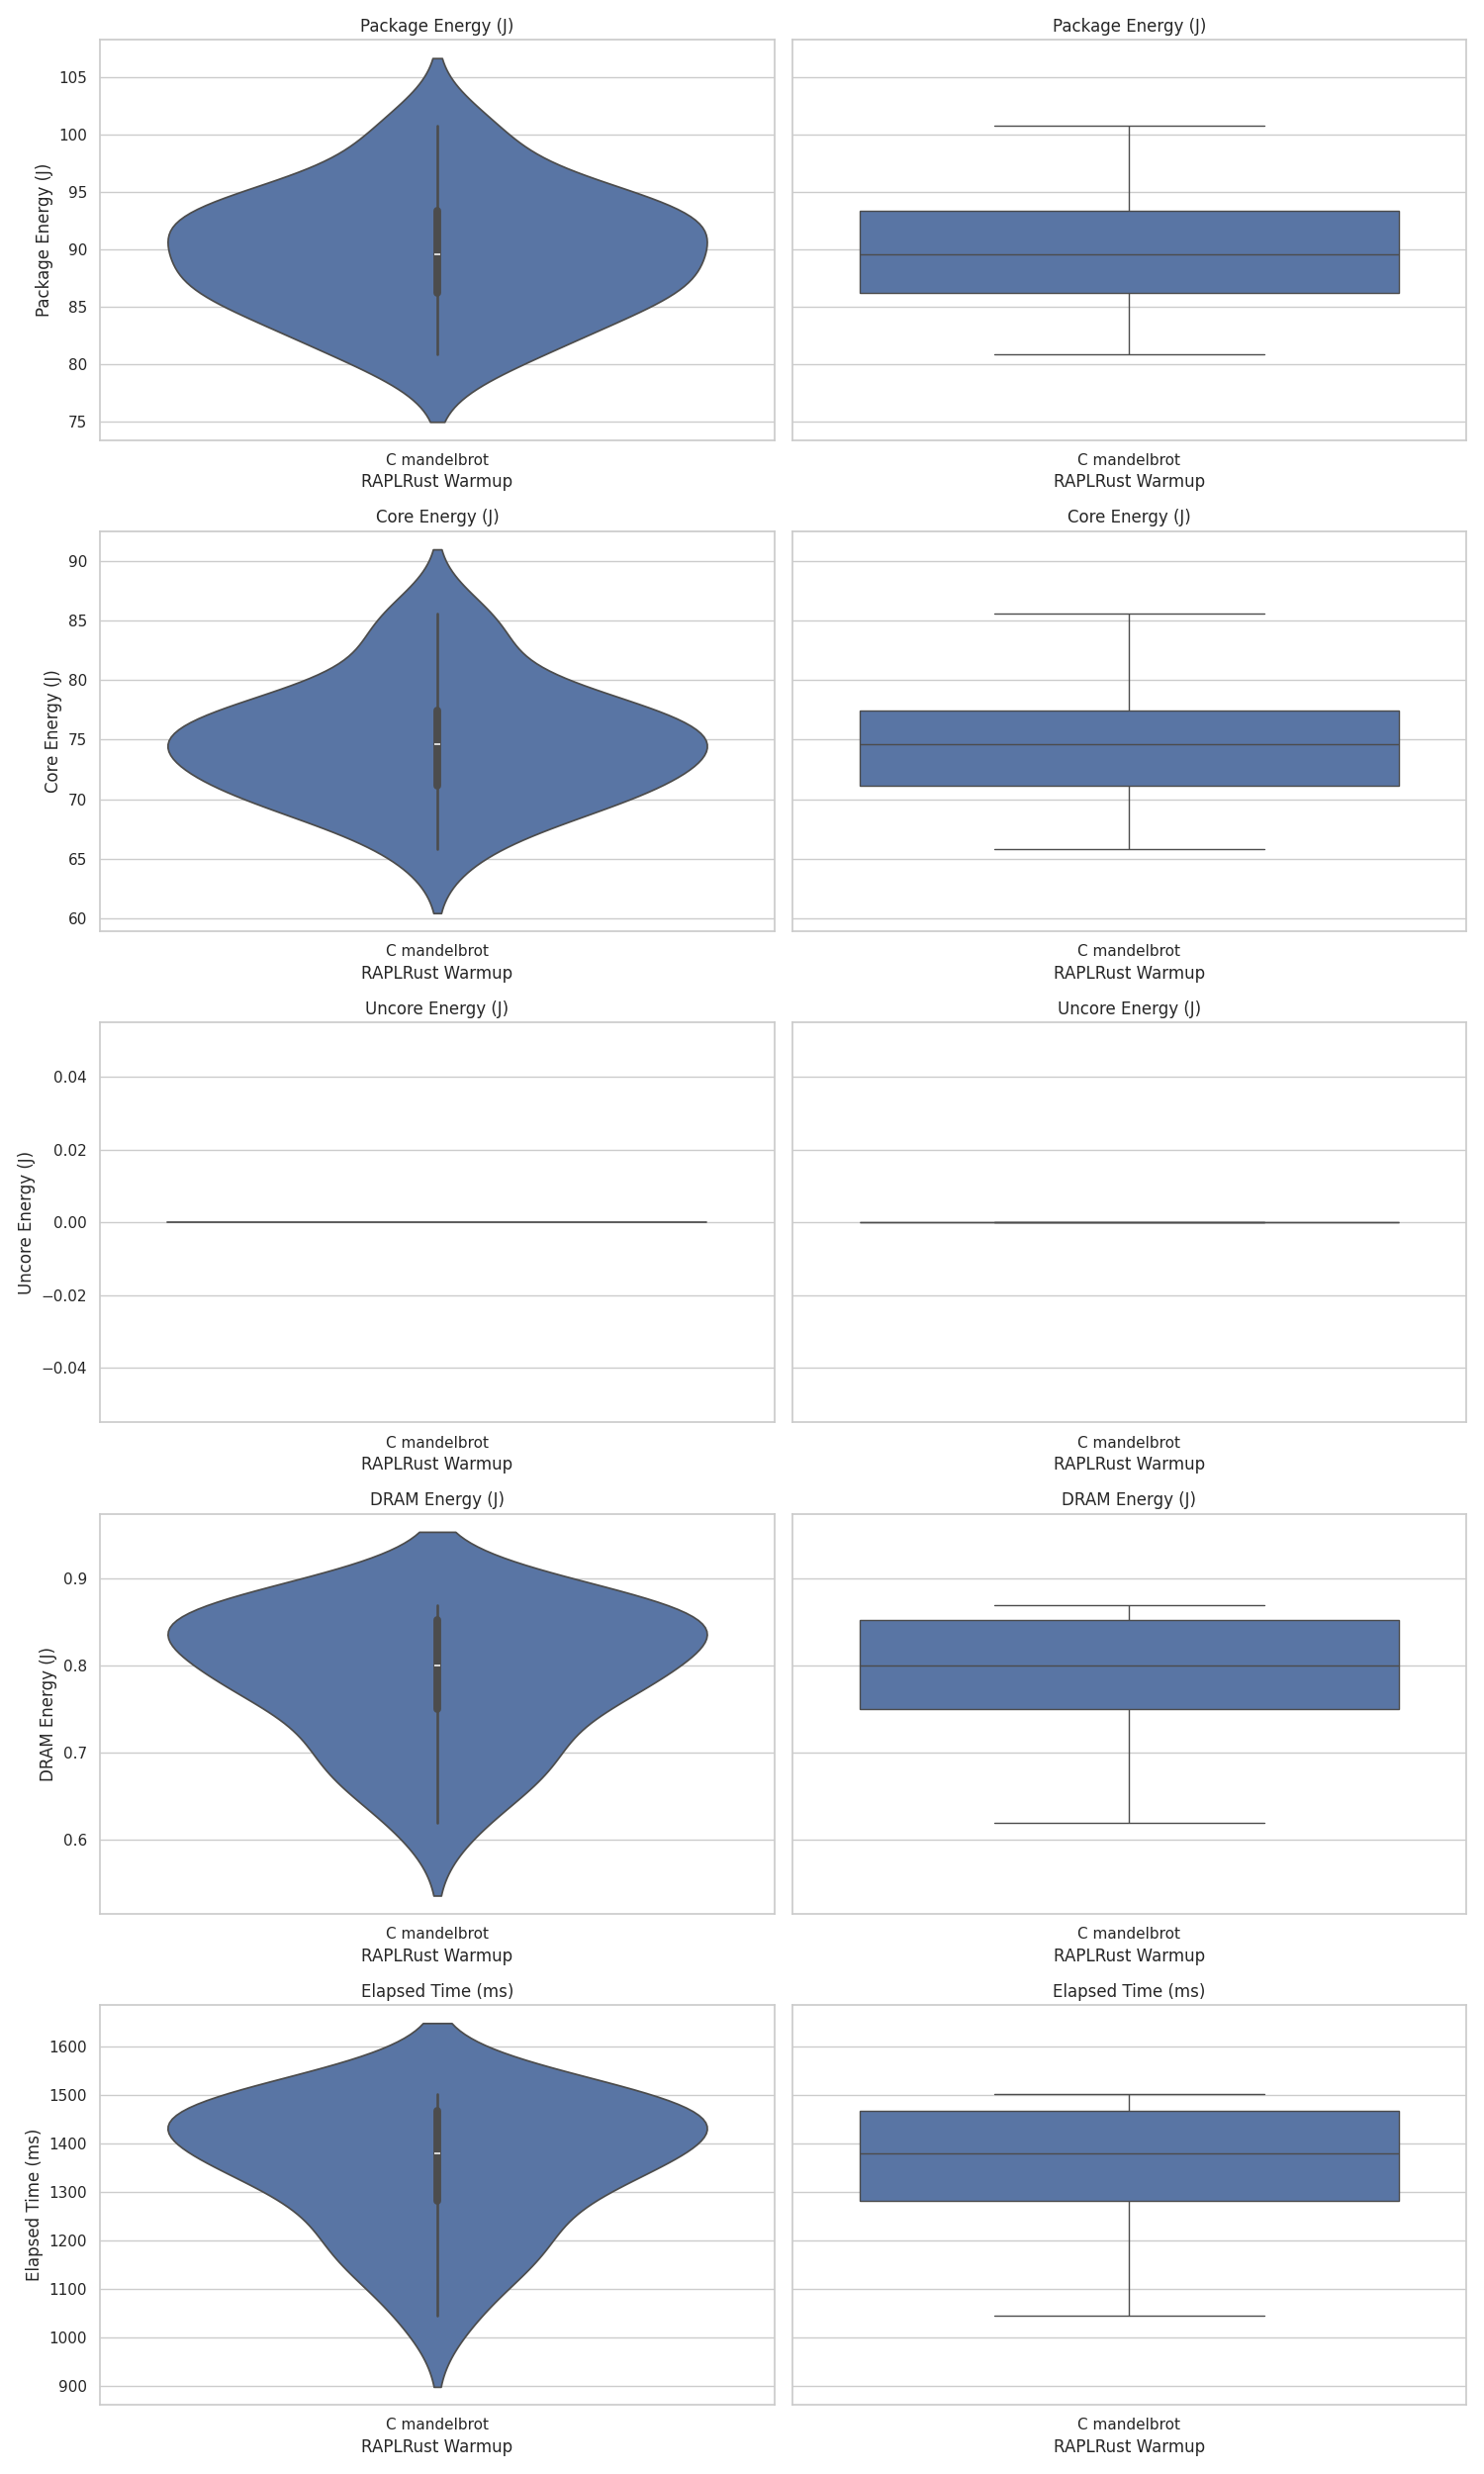 Package Energy (J)
Package Energy (J)
Package Energy (J)
105
100
95
90
85
80
75
C mandelbrot
C mandelbrot
RAPLRust Warmup
RAPLRust Warmup
Core Energy (J)
Core Energy (J)
Core Energy (J)
90
85
80
75
70
65
60
C mandelbrot
C mandelbrot
RAPLRust Warmup
RAPLRust Warmup
Uncore Energy (J)
Uncore Energy (J)
Uncore Energy (J)
0.04
0.02
0.00
−0.02
−0.04
C mandelbrot
C mandelbrot
RAPLRust Warmup
RAPLRust Warmup
DRAM Energy (J)
DRAM Energy (J)
DRAM Energy (J)
0.9
0.8
0.7
0.6
C mandelbrot
C mandelbrot
RAPLRust Warmup
RAPLRust Warmup
Elapsed Time (ms)
Elapsed Time (ms)
Elapsed Time (ms)
1600
1500
1400
1300
1200
1100
1000
900
C mandelbrot
C mandelbrot
RAPLRust Warmup
RAPLRust Warmup